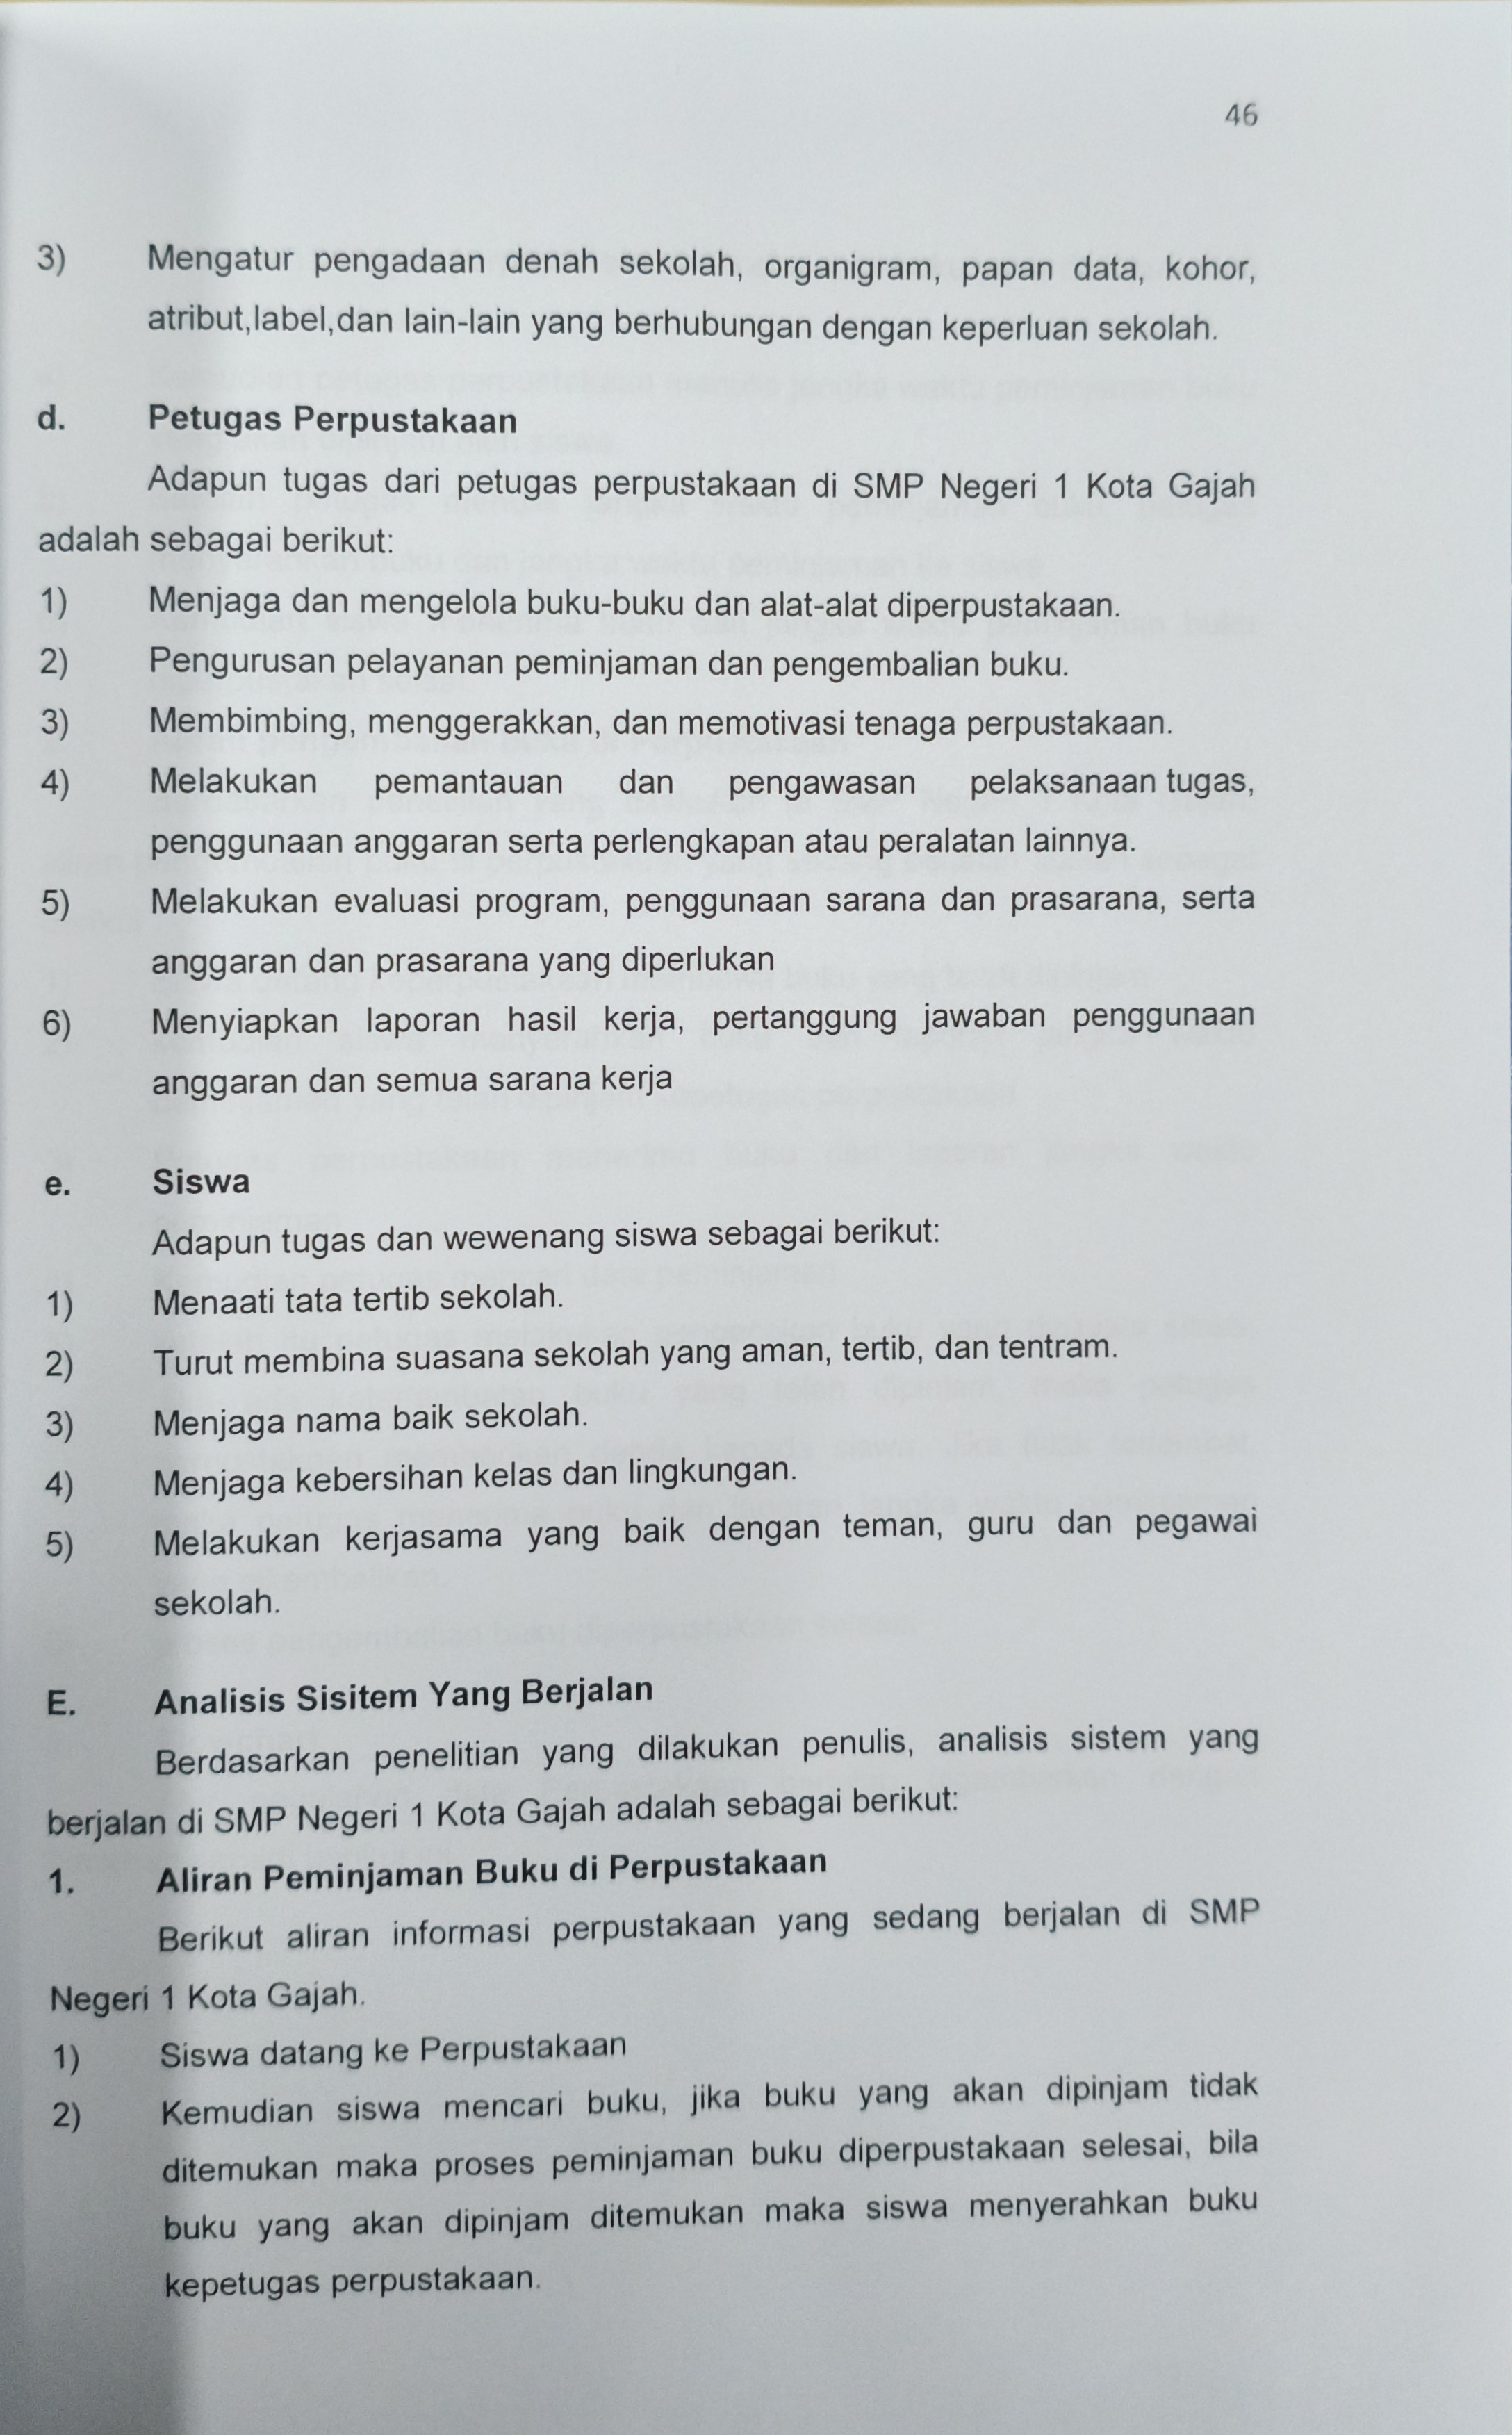 46
3) Mengatur pengadaan denah sekolah, organigram, papan data, kohor,
atribut,label,dan lain-lain yang berhubungan dengan keperluan sekolah.
d. Petugas Perpustakaan
Adapun tugas dari petugas perpustakaan di SMP Negeri 1 Kota Gajah
adalah sebagai berikut:
1) Menjaga dan mengelola buku-buku dan alat-alat diperpustakaan.
2) Pengurusan pelayanan peminjaman dan pengembalian buku.
3) Membimbing, menggerakkan, dan memotivasi tenaga perpustakaan.
4) Melakukan pemantauan dan pengawasan pelaksanaan tugas,
penggunaan anggaran serta perlengkapan atau peralatan lainnya.
5) Melakukan evaluasi program, penggunaan sarana dan prasarana, serta
anggaran dan prasarana yang diperlukan
6) Menyiapkan laporan hasil kerja, pertanggung jawaban penggunaan
anggaran dan semua sarana kerja
e. Siswa
Adapun tugas dan wewenang siswa sebagai berikut:
1) Menaati tata tertib sekolah.
2) Turut membina suasana sekolah yang aman, tertib, dan tentram.
3) Menjaga nama baik sekolah.
4) Menjaga kebersihan kelas dan lingkungan.
5) Melakukan kerjasama yang baik dengan teman, guru dan pegawai
sekolah.
E. Analisis Sisitem Yang Berjalan
Berdasarkan penelitian yang dilakukan penulis, analisis sistem yang
berjalan di SMP Negeri 1 Kota Gajah adalah sebagai berikut:
1. Aliran Peminjaman Buku di Perpustakaan
Berikut aliran informasi perpustakaan yang sedang berjalan di SMP
Negeri 1 Kota Gajah.
1) Siswa datang ke Perpustakaan
2) Kemudian siswa mencari buku, jika buku yang akan dipinjam tidak
ditemukan maka proses peminjaman buku diperpustakaan selesai, bila
buku yang akan dipinjam ditemukan maka siswa menyerahkan buku
kepetugas perpustakaan.